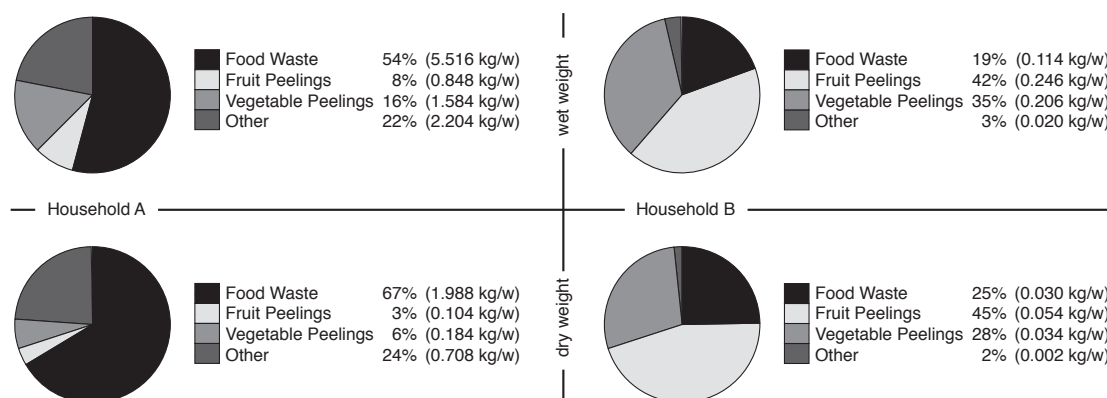 Food Waste 54% (5.516 kg/w)
Fruit Peelings 8% (0.848 kg/w)
Vegetable Peelings 16% (1.584 kg/w)
Other 22% (2.204 kg/w)
wet weight
Food Waste 19% (0.114 kg/w)
Fruit Peelings 42% (0.246 kg/w)
Vegetable Peelings 35% (0.206 kg/w)
Other 3% (0.020 kg/w)
Household A
Household B
Food Waste 67% (1.988 kg/w)
Fruit Peelings 3% (0.104 kg/w)
Vegetable Peelings 6% (0.184 kg/w)
Other 24% (0.708 kg/w)
dry weight
Food Waste 25% (0.030 kg/w)
Fruit Peelings 45% (0.054 kg/w)
Vegetable Peelings 28% (0.034 kg/w)
Other 2% (0.002 kg/w)